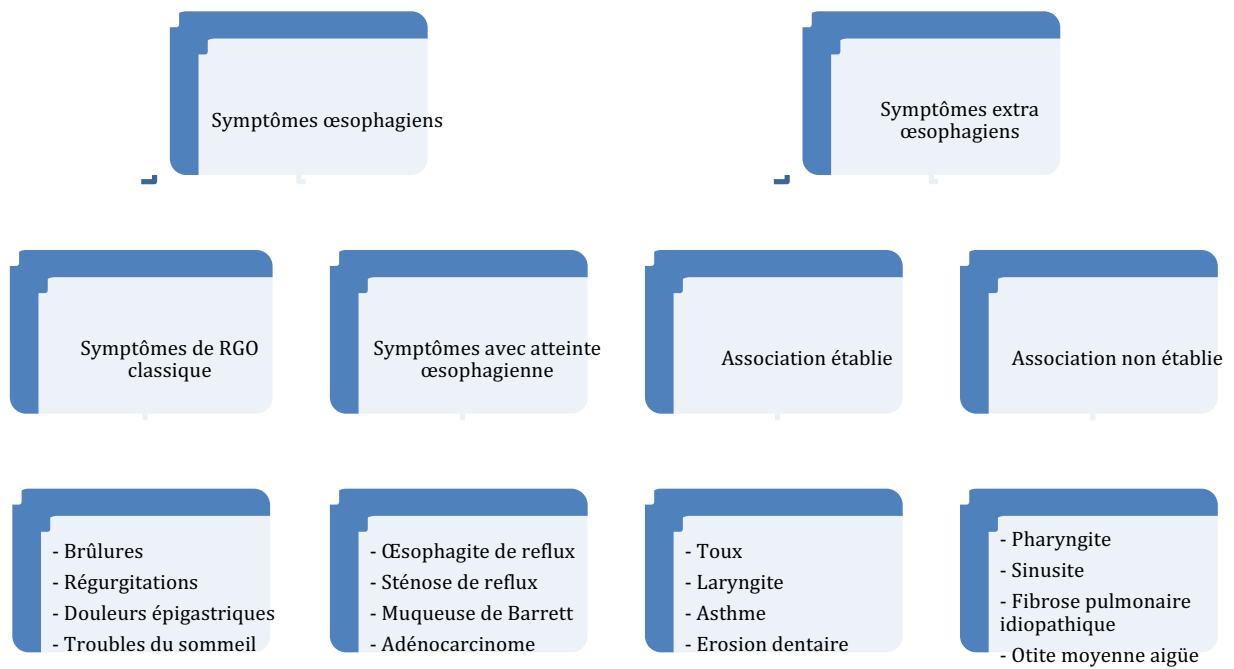 Symptômes œsophagiens
Symptômes extra
œsophagiens
Symptômes de RGO
classique
Symptômes avec atteinte
œsophagienne
Association établie
Association non établie
- Brûlures
- Régurgitations
- Douleurs épigastriques
- Troubles du sommeil
- Œsophagite de reflux
- Sténose de reflux
- Muqueuse de Barrett
- Adénocarcinome
- Toux
- Laryngite
- Asthme
- Erosion dentaire
- Pharyngite
- Sinusite
- Fibrose pulmonaire
idiopathique
- Otite moyenne aigüe